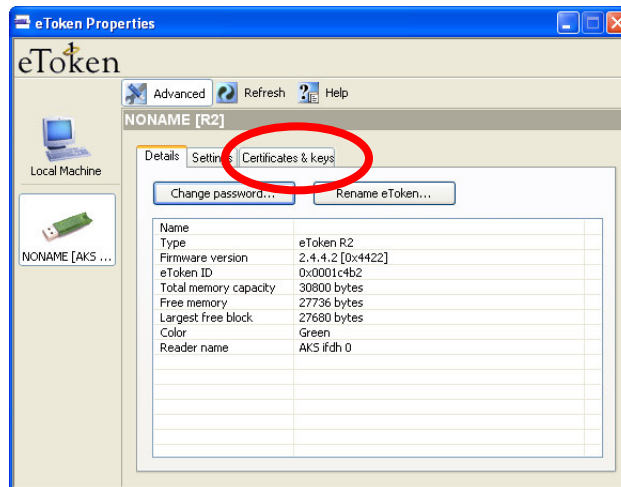 eToken Properties
eToken
Advanced Refresh Help
NONAME [R2]
Details Settings Certificates & keys
Local Machine
Change password... Rename eToken...
NONAME [AKS ...
Name
Type eToken R2
Firmware version 2.4.4.2 [0x4422]
eToken ID 0x0001c4b2
Total memory capacity 30800 bytes
Free memory 27736 bytes
Largest free block 27680 bytes
Color Green
Reader name AKS ifdh 0